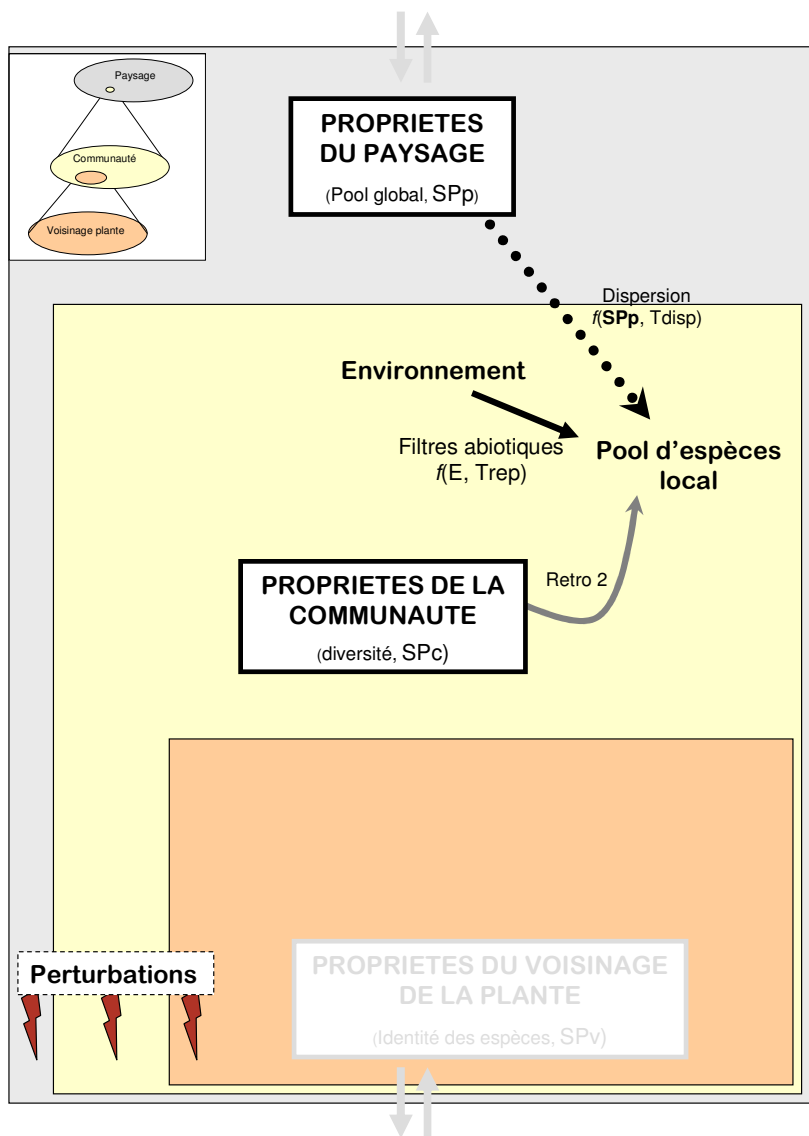 Paysage
Communauté
Voisinage plante
PROPRIETES
DU PAYSAGE
(Pool global, SPp)
Dispersion
f(SPp, Tdisp)
Environnement
Filtres abiotiques
f(E, Trep)
Pool d'espèces
local
PROPRIETES DE LA
COMMUNAUTE
(diversité, SPc)
Retro 2
Perturbations
PROPRIETES DU VOISINAGE
DE LA PLANTE
(Identité des espèces, SPv)